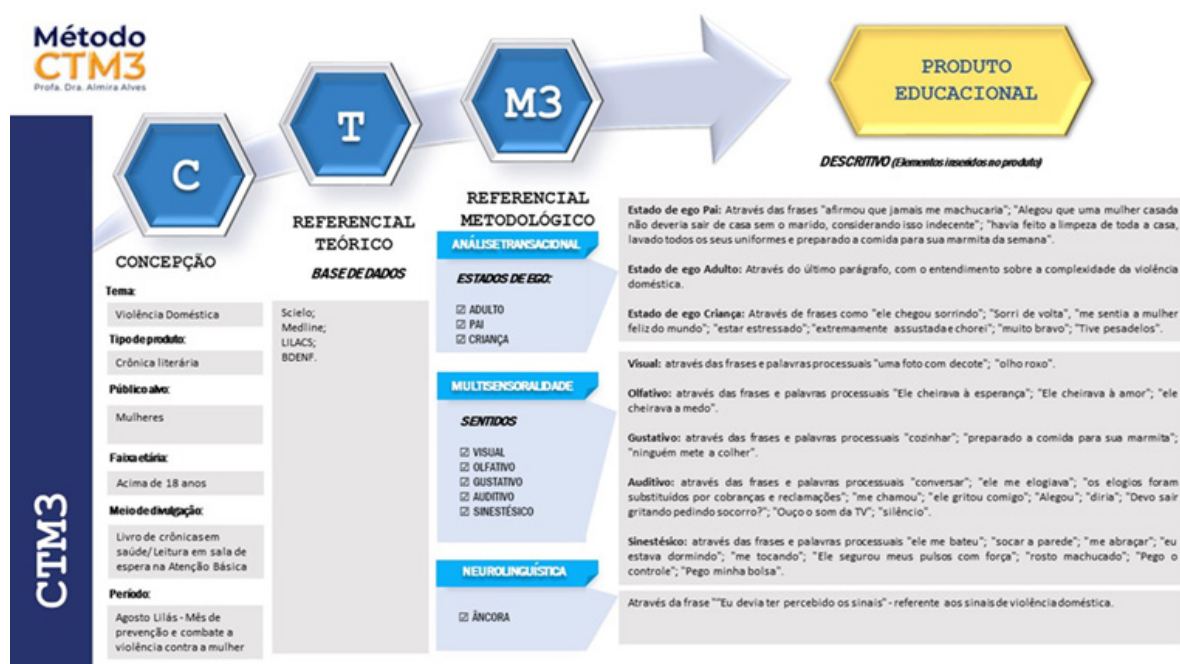 Método
CTM3
Profa. Dra. Almira Alves
C
T
M3
PRODUTO
EDUCACIONAL
DESCRITIVO (Elementos inseridos no produto)
CTM3
CONCEPÇÃO
Tema:
Violência Doméstica
Tipo de produto:
Crônica literária
Público alvo:
Mulheres
Faixa etária:
Acima de 18 anos
Meio de divulgação:
Livro de crônicas em
saúde/ Leitura em sala de
espera na Atenção Básica
Período:
Agosto Lilás - Mês de
prevenção e combate a
violência contra a mulher
REFERENCIAL
TEÓRICO
BASE DE DADOS
Scielo;
Medline;
LILACS;
BDENF.
REFERENCIAL
METODOLÓGICO
ANÁLISE TRANSACIONAL
ESTADOS DE EGO:
☑ ADULTO
☑ PAI
☑ CRIANÇA
MULTISENSORALIDADE
SENTIDOS
☑ VISUAL
☑ OLFATIVO
☑ GUSTATIVO
☑ AUDITIVO
☑ SINESTÉSICO
NEUROLINGUÍSTICA
☑ ÂNCORA
Estado de ego Pai: Através das frases "afirmou que jamais me machucaria"; "Alegou que uma mulher casada
não deveria sair de casa sem o marido, considerando isso indecente"; "havia feito a limpeza de toda a casa,
lavado todos os seus uniformes e preparado a comida para sua marmita da semana".
Estado de ego Adulto: Através do último parágrafo, com o entendimento sobre a complexidade da violência
doméstica.
Estado de ego Criança: Através de frases como "ele chegou sorrindo"; "Sorri de volta", "me sentia a mulher
feliz do mundo"; "estar estressado"; "extremamente assustada e chorei"; "muito bravo"; "Tive pesadelos".
Visual: através das frases e palavras processuais "uma foto com decote"; "olho roxo".
Olfativo: através das frases e palavras processuais "Ele cheirava à esperança"; "Ele cheirava à amor"; "ele
cheirava a medo".
Gustativo: através das frases e palavras processuais "cozinhar"; "preparado a comida para sua marmita";
"ninguém mete a colher".
Auditivo: através das frases e palavras processuais "conversar"; "ele me elogiava"; "os elogios foram
substituídos por cobranças e reclamações"; "me chamou"; "ele gritou comigo"; "Alegou"; "diria"; "Devo sair
gritando pedindo socorro?"; "Ouço o som da TV"; "silêncio".
Sinestésico: através das frases e palavras processuais "ele me bateu"; "socar a parede"; "me abraçar"; "eu
estava dormindo"; "me tocando"; "Ele segurou meus pulsos com força"; "rosto machucado"; "Pego o
controle"; "Pego minha bolsa".
Através da frase ""Eu devia ter percebido os sinais" - referente aos sinais de violência doméstica.